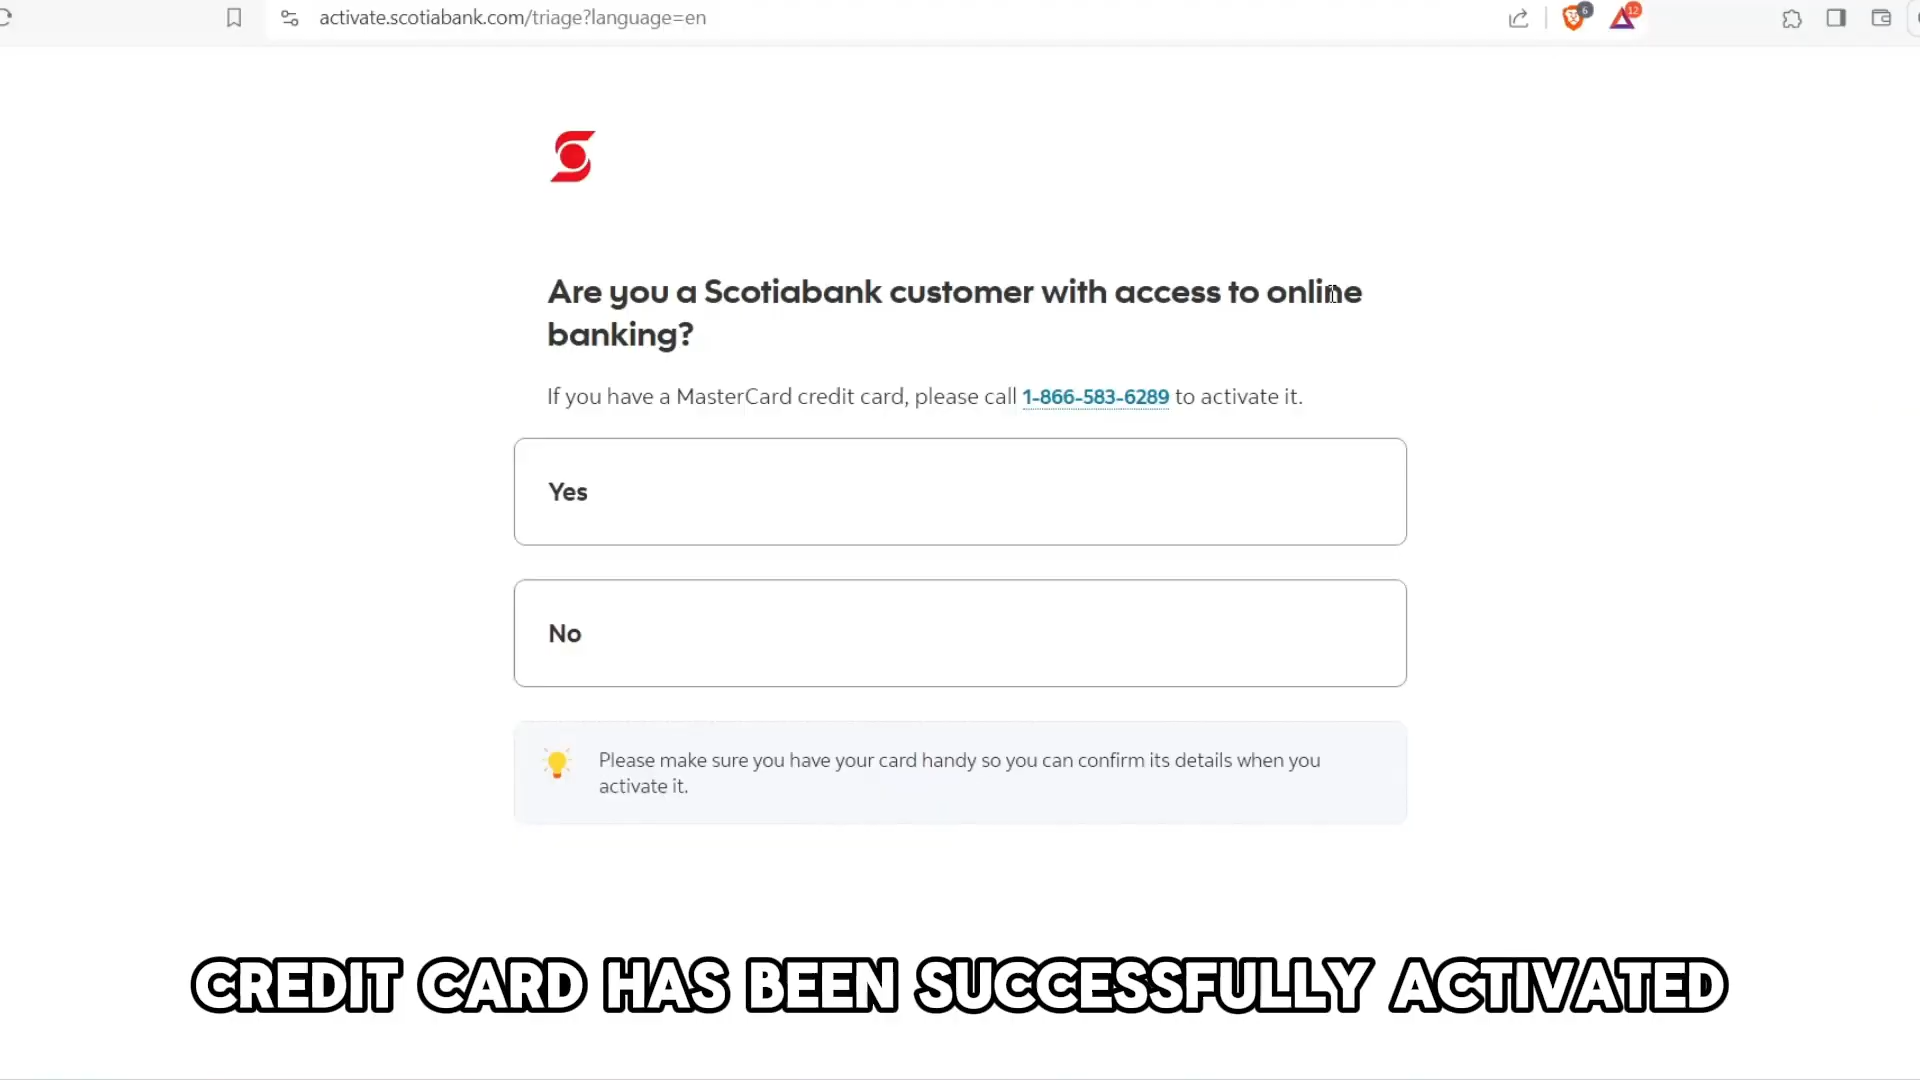 activate.scotiabank.com/triage?language=en
6
12
Are you a Scotiabank customer with access to online
banking?
If you have a MasterCard credit card, please call 1-866-583-6289 to activate it.
Yes
No
Please make sure you have your card handy so you can confirm its details when you
activate it.
CREDIT CARD HAS BEEN SUCCESSFULLY ACTIVATED